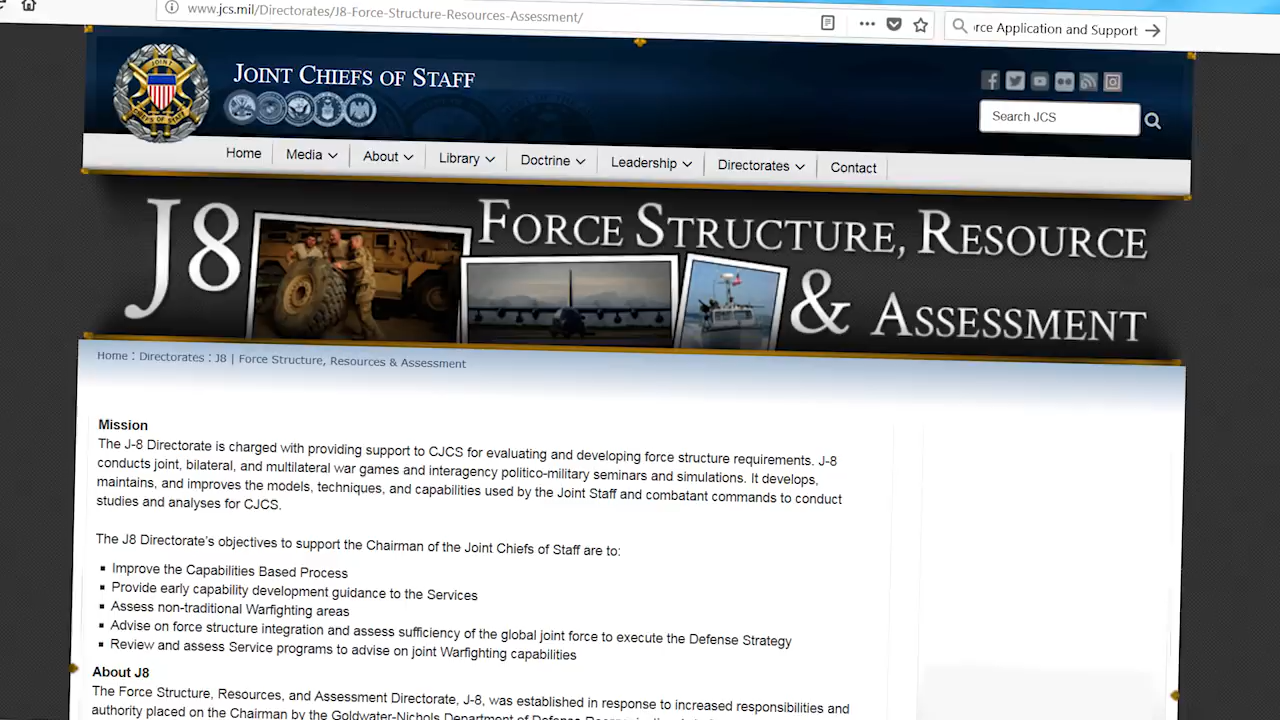 www.jcs.mil/Directorates/J8-Force-Structure-Resources-Assessment/
rce Application and Support
JOINT CHIEFS OF STAFF
Search JCS
Home Media About Library Doctrine Leadership Directorates Contact
J8 FORCE STRUCTURE, RESOURCE
& ASSESSMENT
Home : Directorates : J8 | Force Structure, Resources & Assessment
Mission
The J-8 Directorate is charged with providing support to CJCS for evaluating and developing force structure requirements. J-8
conducts joint, bilateral, and multilateral war games and interagency politico-military seminars and simulations. It develops,
maintains, and improves the models, techniques, and capabilities used by the Joint Staff and combatant commands to conduct
studies and analyses for CJCS.
The J8 Directorate's objectives to support the Chairman of the Joint Chiefs of Staff are to:
▪ Improve the Capabilities Based Process
▪ Provide early capability development guidance to the Services
▪ Assess non-traditional Warfighting areas
▪ Advise on force structure integration and assess sufficiency of the global joint force to execute the Defense Strategy
▪ Review and assess Service programs to advise on joint Warfighting capabilities
About J8
The Force Structure, Resources, and Assessment Directorate, J-8, was established in response to increased responsibilities and
authority placed on the Chairman by the Goldwater-Nichols Department of Defense